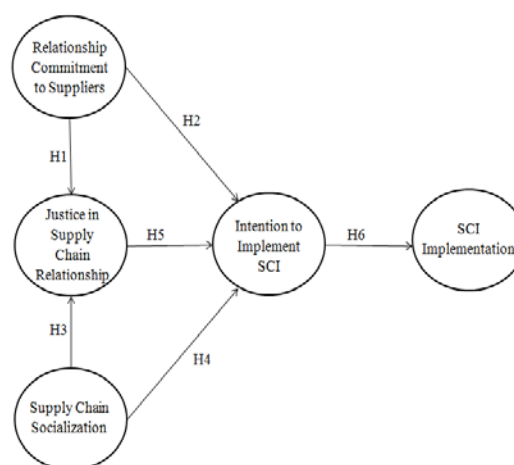 Relationship
Commitment
to Suppliers
H2
H1
Justice in
Supply
Chain
Relationship
H5
Intention to
Implement
SCI
H6
SCI
Implementation
H3
H4
Supply Chain
Socialization